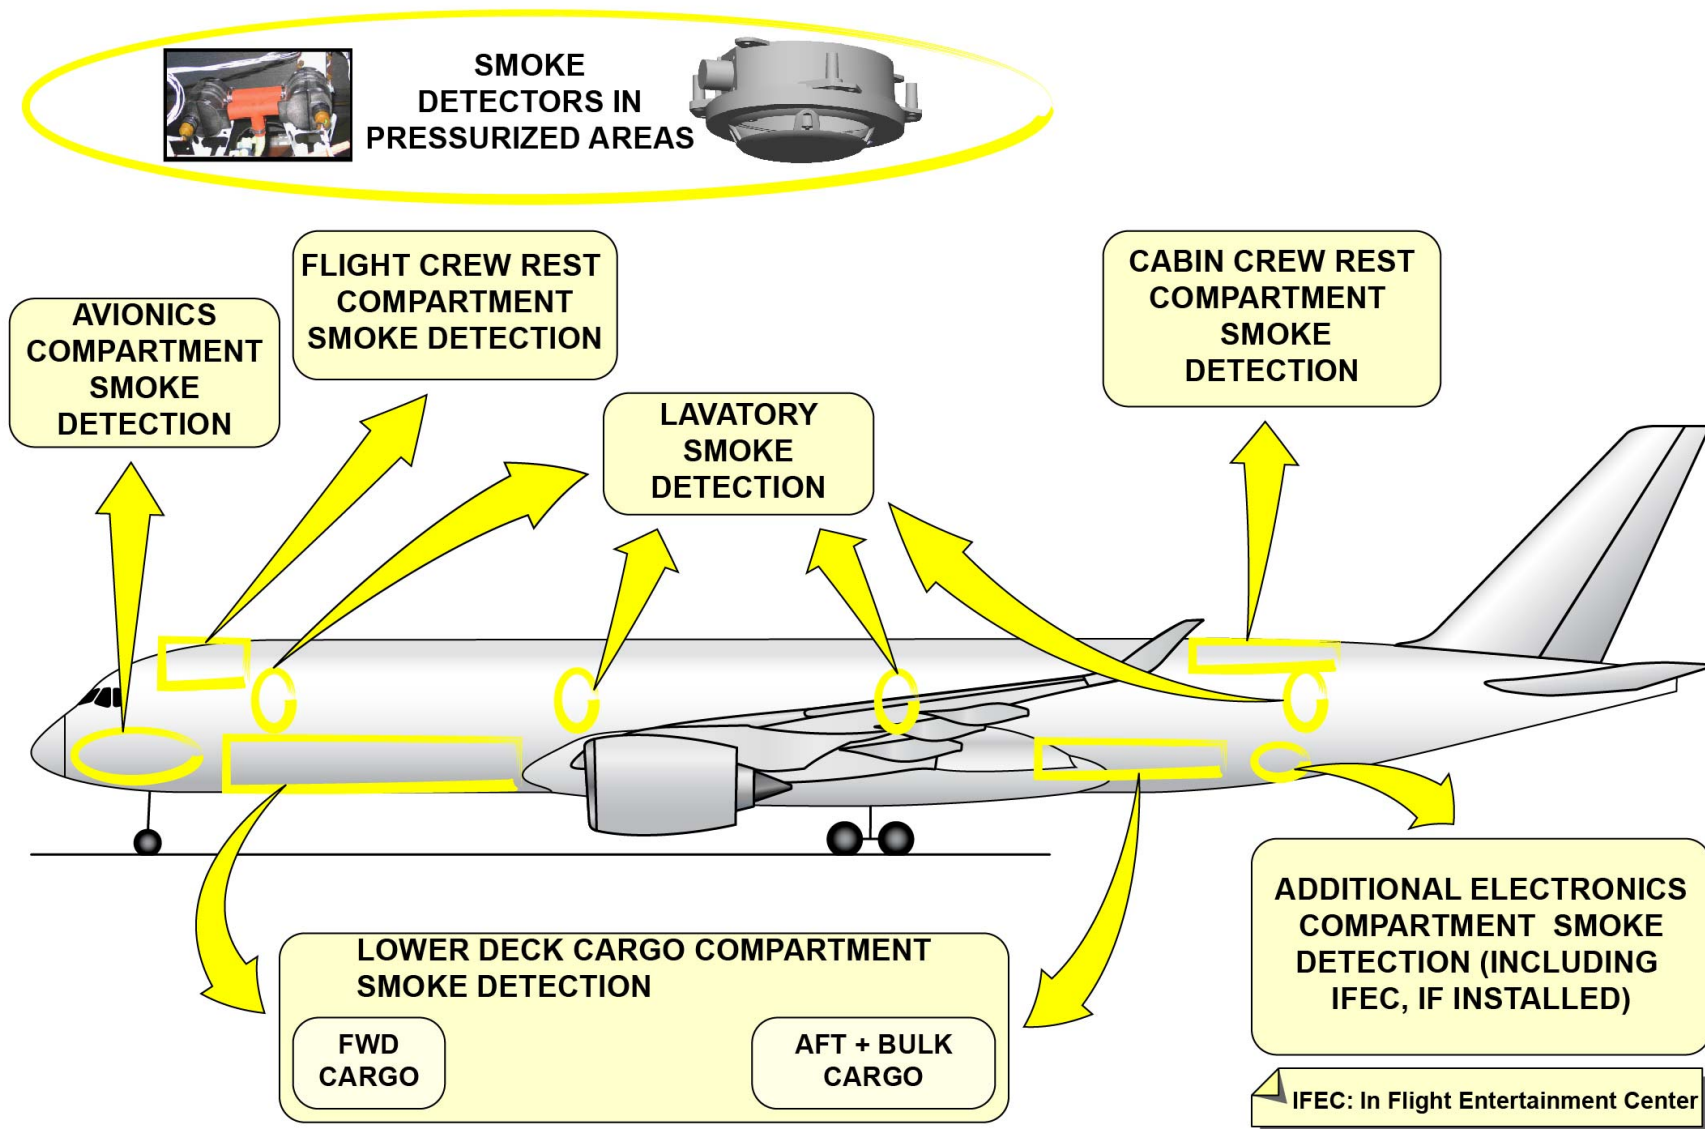 SMOKE
DETECTORS IN
PRESSURIZED AREAS
FLIGHT CREW REST
COMPARTMENT
SMOKE DETECTION
CABIN CREW REST
COMPARTMENT
SMOKE
DETECTION
AVIONICS
COMPARTMENT
SMOKE
DETECTION
LAVATORY
SMOKE
DETECTION
LOWER DECK CARGO COMPARTMENT
SMOKE DETECTION
FWD
CARGO
AFT + BULK
CARGO
ADDITIONAL ELECTRONICS
COMPARTMENT SMOKE
DETECTION (INCLUDING
IFEC, IF INSTALLED)
IFEC: In Flight Entertainment Center